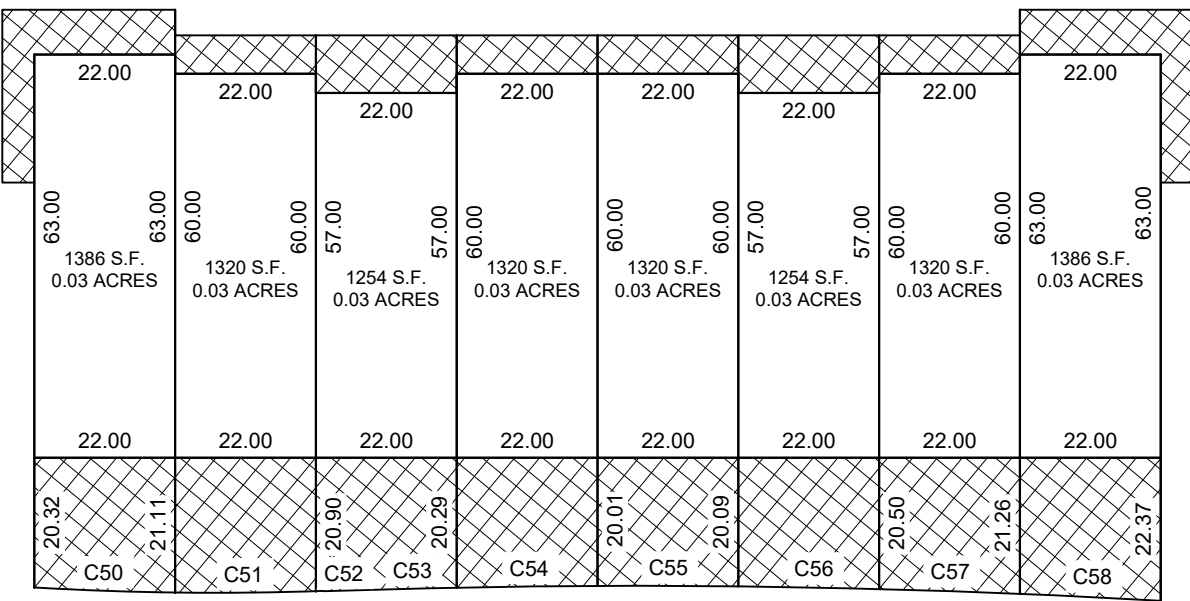 22.00
22.00
22.00
22.00
22.00
22.00
22.00
22.00
63.00
63.00
60.00
60.00
57.00
57.00
60.00
60.00
60.00
57.00
57.00
60.00
60.00
63.00
63.00
1386 S.F.
0.03 ACRES
1320 S.F.
0.03 ACRES
1254 S.F.
0.03 ACRES
1320 S.F.
0.03 ACRES
1320 S.F.
0.03 ACRES
1254 S.F.
0.03 ACRES
1320 S.F.
0.03 ACRES
1386 S.F.
0.03 ACRES
22.00
22.00
22.00
22.00
22.00
22.00
22.00
22.00
20.32
21.11
20.90
20.29
20.01
20.09
20.50
21.26
22.37
C50
C51
C52
C53
C54
C55
C56
C57
C58